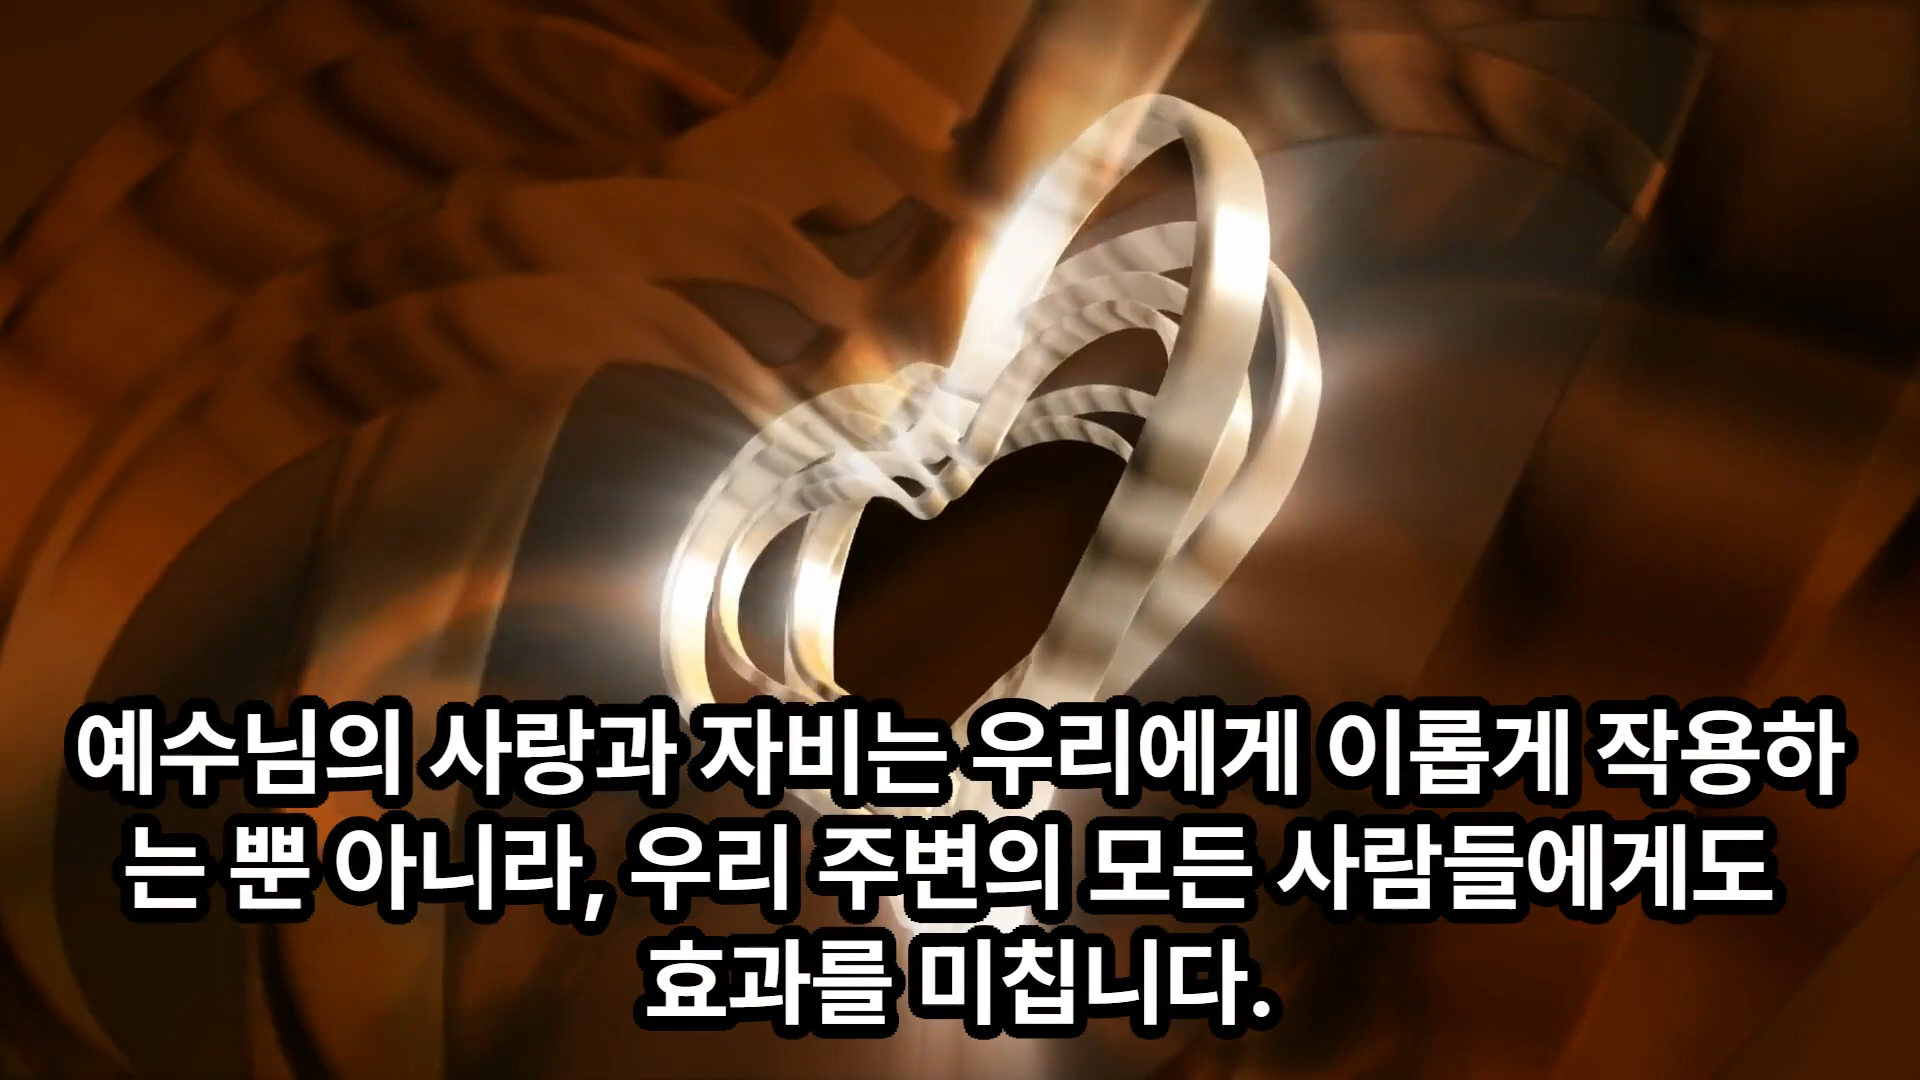 예수님의 사랑과 자비는 우리에게 이롭게 작용하
는 뿐 아니라, 우리 주변의 모든 사람들에게도
효과를 미칩니다.